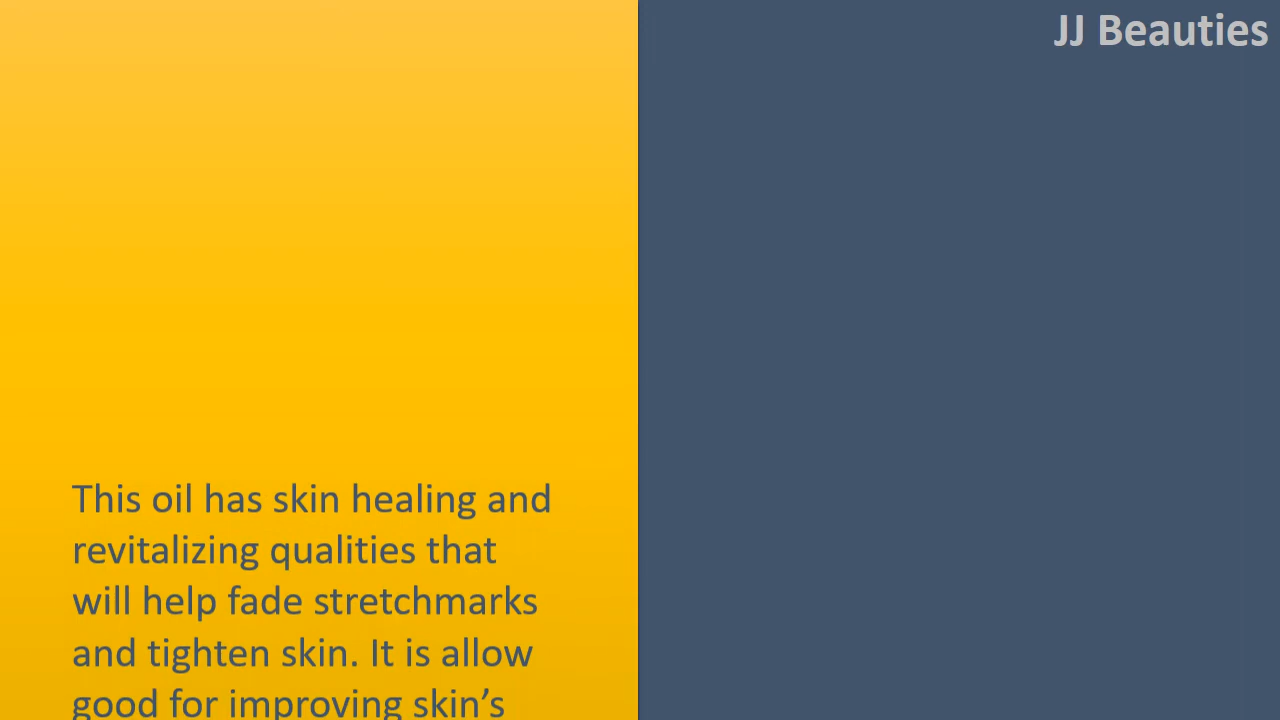 JJ Beauties
This oil has skin healing and
revitalizing qualities that
will help fade stretchmarks
and tighten skin. It is allow
good for improving skin’s